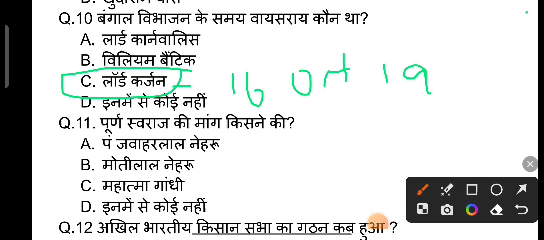 Q.10 बंगाल विभाजन के समय वायसराय कौन था?
A. लार्ड कार्नवालिस
B. विलियम बैंटिक
C. लॉर्ड कर्जन
16 Oct 19
D. इनमें से कोई नहीं
Q.11. पूर्ण स्वराज की मांग किसने की?
A. पं जवाहरलाल नेहरू
B. मोतीलाल नेहरू
C. महात्मा गांधी
D. इनमें से कोई नहीं
Q.12 अखिल भारतीय किसान सभा का गठन कब हुआ ?